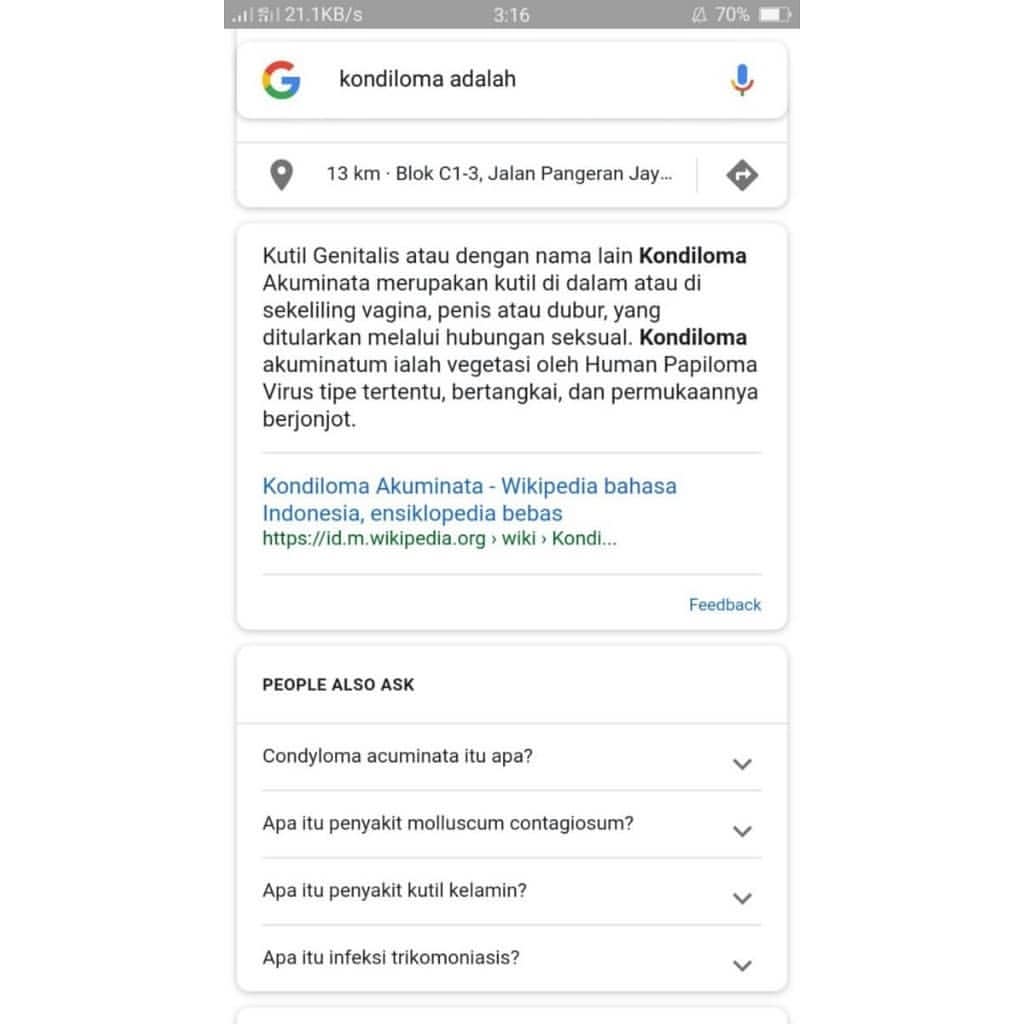 21.1KB/s 3:16 70%
kondiloma adalah
13 km · Blok C1-3, Jalan Pangeran Jay...
Kutil Genitalis atau dengan nama lain Kondiloma
Akuminata merupakan kutil di dalam atau di
sekeliling vagina, penis atau dubur, yang
ditularkan melalui hubungan seksual. Kondiloma
akuminatum ialah vegetasi oleh Human Papiloma
Virus tipe tertentu, bertangkai, dan permukaannya
berjonjot.
Kondiloma Akuminata - Wikipedia bahasa
Indonesia, ensiklopedia bebas
https://id.m.wikipedia.org › wiki › Kondi...
Feedback
PEOPLE ALSO ASK
Condyloma acuminata itu apa?
Apa itu penyakit molluscum contagiosum?
Apa itu penyakit kutil kelamin?
Apa itu infeksi trikomoniasis?